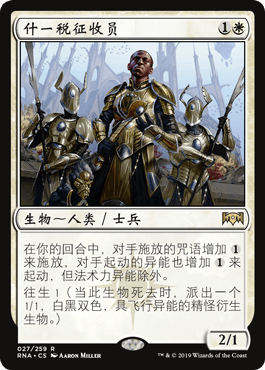 什一税征收员 1
生物～人类 / 士兵
在你的回合中，对手施放的咒语增加 1
来施放，对手起动的异能也增加 1 来
起动，但法术力异能除外。
往生 1（当此生物死去时，派出一个
1/1，白黑双色，具飞行异能的精怪衍生
生物。）
027/259 R
RNA • CS AARON MILLER
™ & © 2019 Wizards of the Coast
2/1